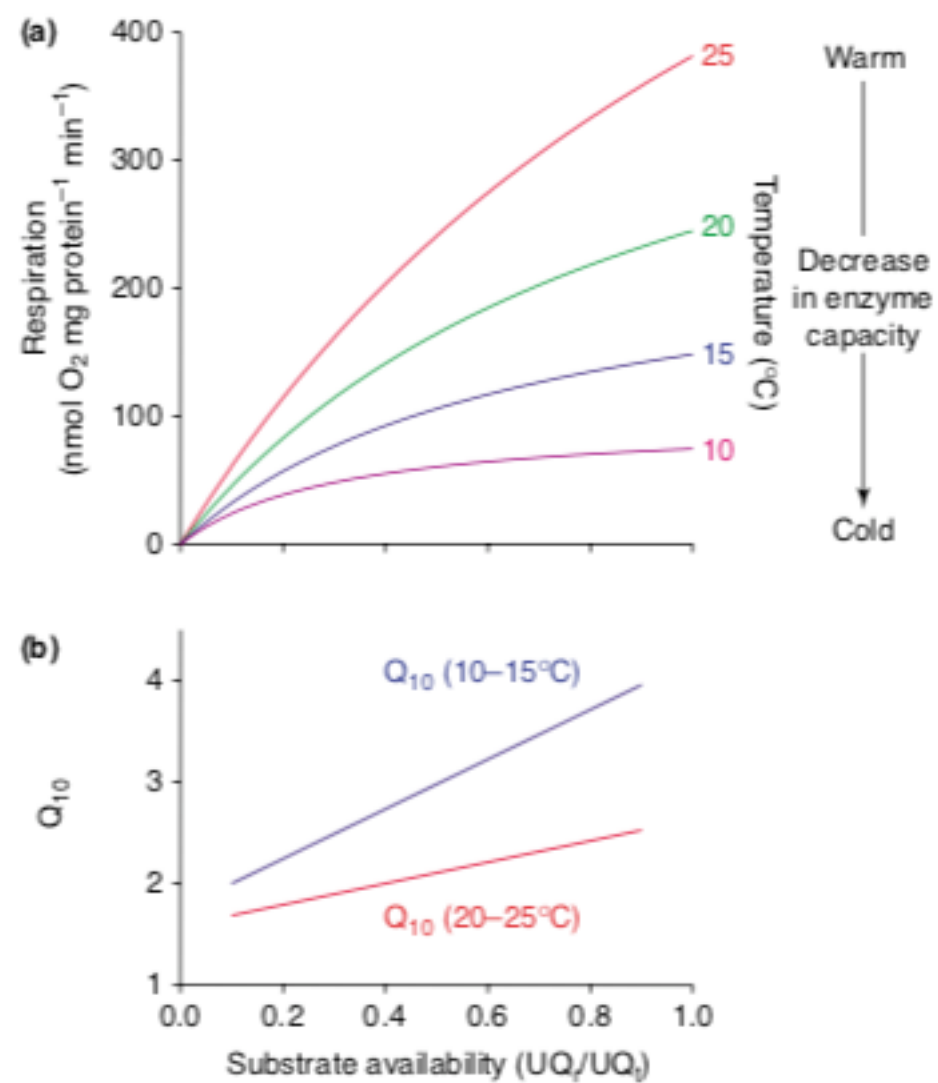 (a)
400
300
200
100
0
Respiration
(nmol O₂ mg protein⁻¹ min⁻¹)
25
20
15
10
Temperature (°C)
Warm
Decrease
in enzyme
capacity
Cold
(b)
4
3
2
1
Q₁₀
Q₁₀ (10–15°C)
Q₁₀ (20–25°C)
0.0 0.2 0.4 0.6 0.8 1.0
Substrate availability (UQᵣ/UQₜ)